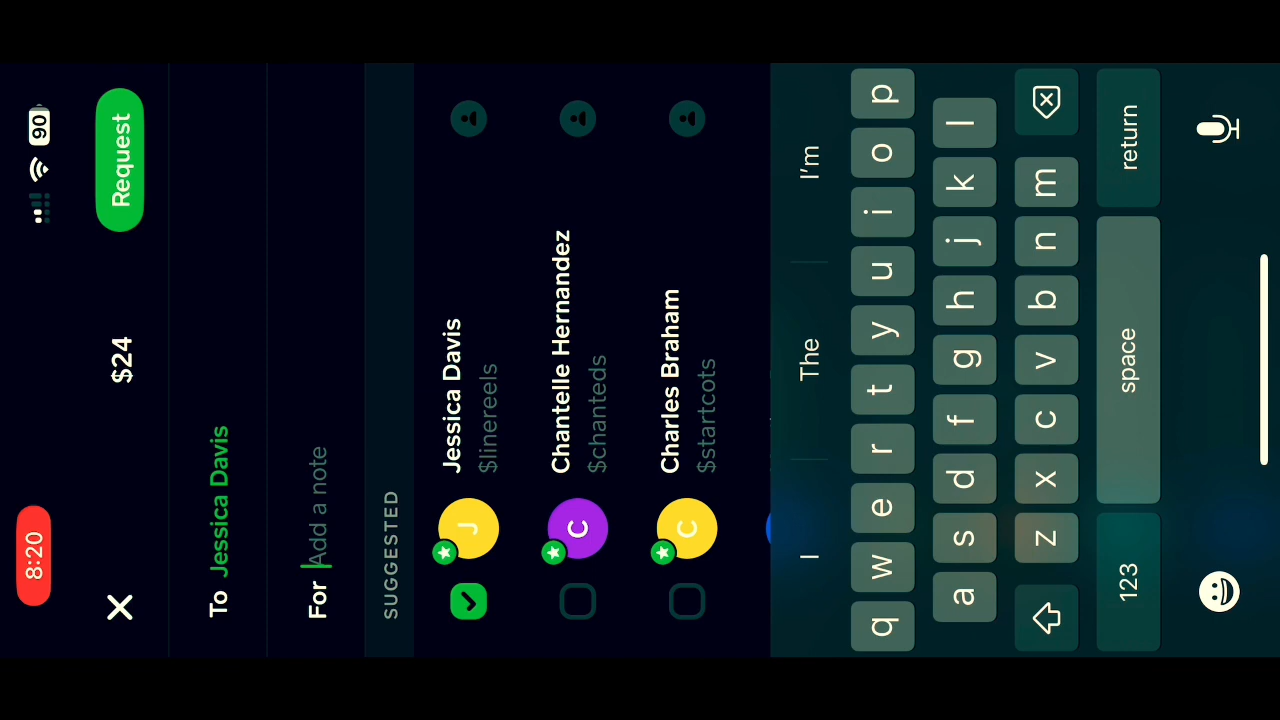 8:20
90
$24
Request
To Jessica Davis
For Add a note
SUGGESTED
J
Jessica Davis
$linereels
C
Chantelle Hernandez
$chanteds
C
Charles Braham
$startcots
I The I'm
q w e r t y u i o p
a s d f g h j k l
z x c v b n m
123 space return